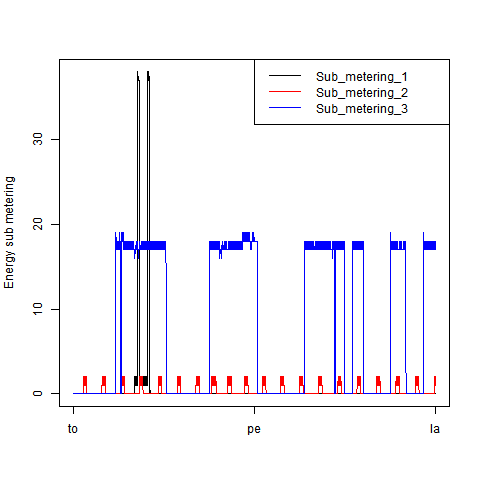 Sub_metering_1
Sub_metering_2
Sub_metering_3
Energy sub metering
30
20
10
0
to
pe
la